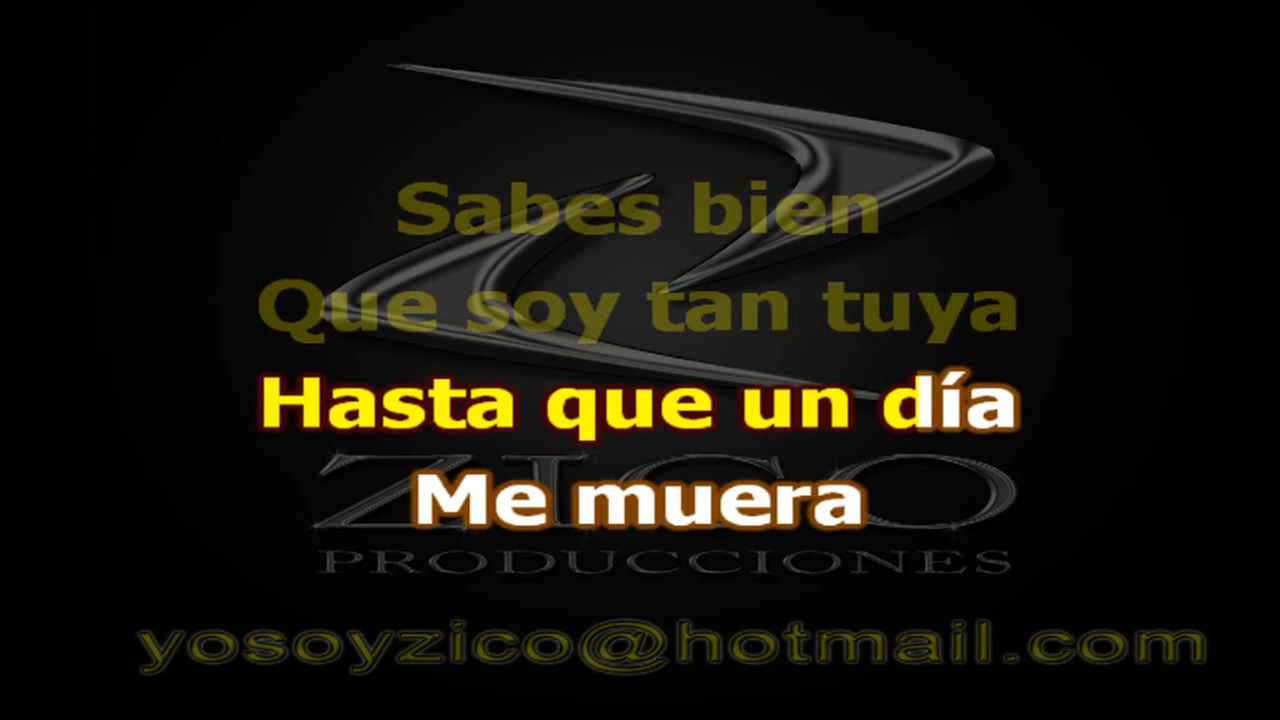 Sabes bien
Que soy tan tuya
Hasta que un día
Me muera
ZICO
PRODUCCIONES
yosoyzico@hotmail.com